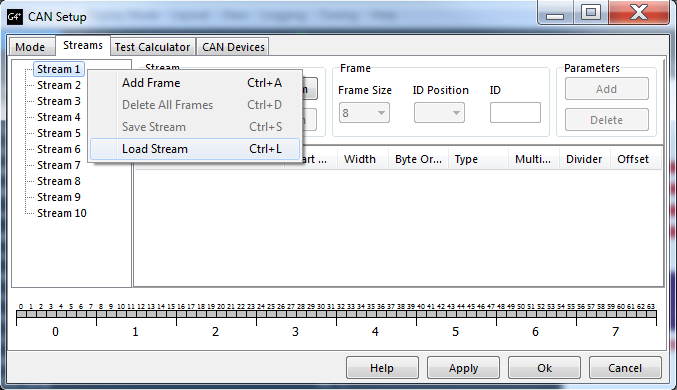 G4+ CAN Setup
Mode Streams Test Calculator CAN Devices
Stream 1
Stream 2
Stream 3
Stream 4
Stream 5
Stream 6
Stream 7
Stream 8
Stream 9
Stream 10
Add Frame Ctrl+A
Delete All Frames Ctrl+D
Save Stream Ctrl+S
Load Stream Ctrl+L
Stream
Frame
Frame Size ID Position ID
8
Parameters
Add
Delete
Width Byte Or... Type Multi... Divider Offset
0 1 2 3 4 5 6 7 8 9 10 11 12 13 14 15 16 17 18 19 20 21 22 23 24 25 26 27 28 29 30 31 32 33 34 35 36 37 38 39 40 41 42 43 44 45 46 47 48 49 50 51 52 53 54 55 56 57 58 59 60 61 62 63
0 1 2 3 4 5 6 7
Help Apply Ok Cancel